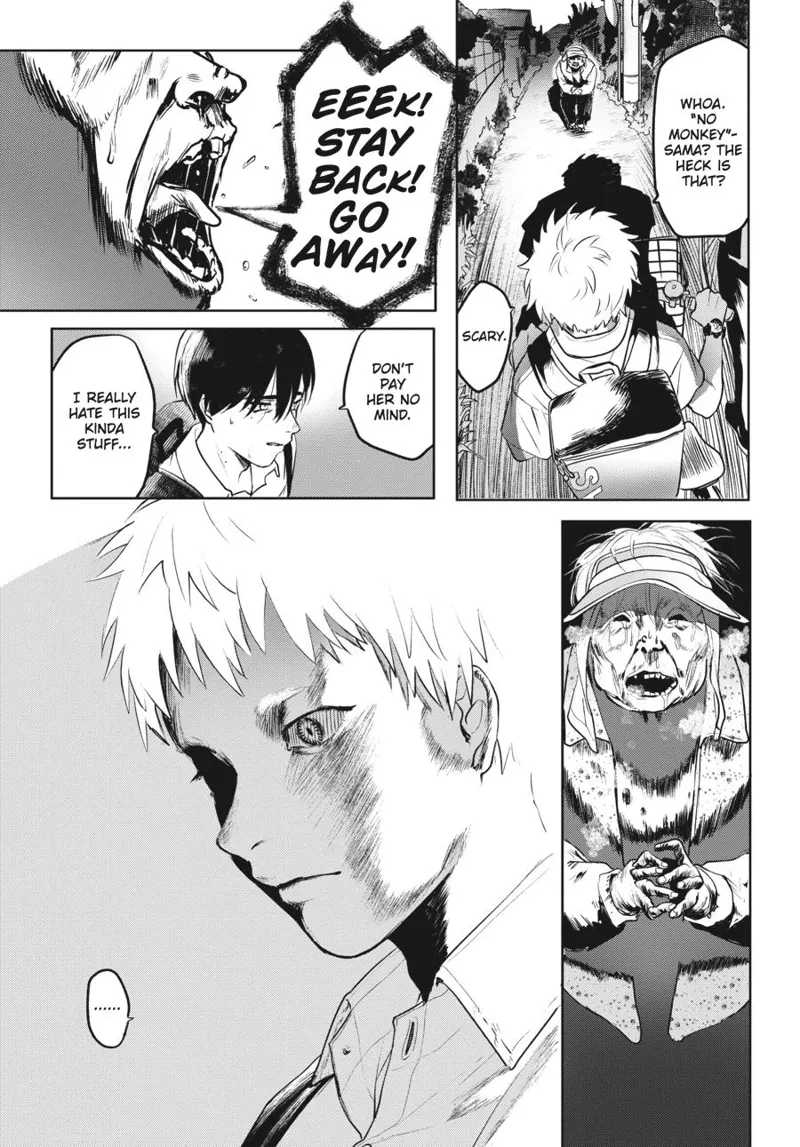 WHOA.
"NO
MONKEY"-
SAMA? THE
HECK IS
THAT?
SCARY.
EEEK!
STAY
BACK!
GO
AWAY!
DON'T
PAY
HER NO
MIND.
I REALLY
HATE THIS
KINDA
STUFF...
......